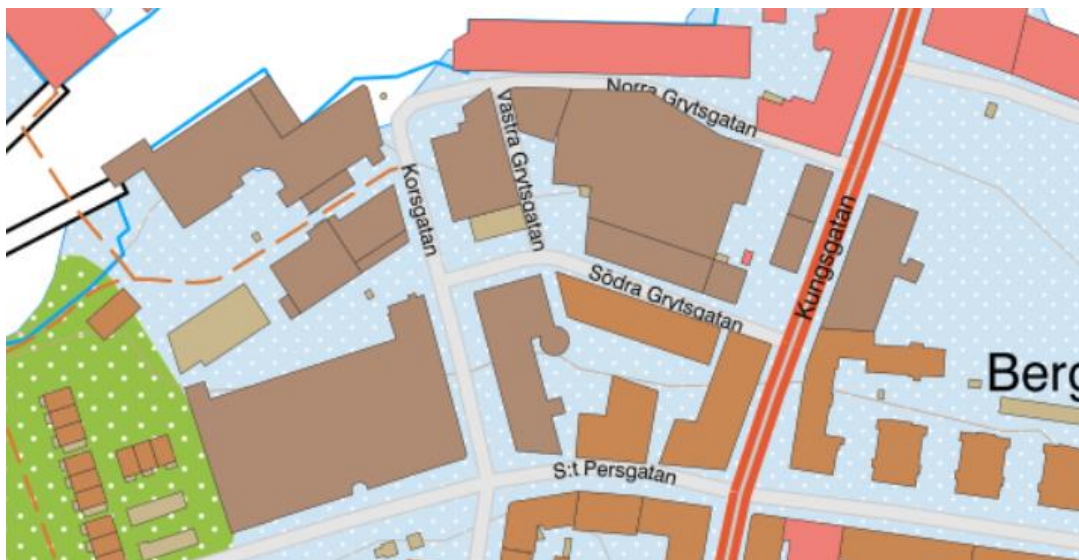 Norra Grytsgatan
Västra Grytsgatan
Korsgatan
Kungsgatan
Södra Grytsgatan
Berg
S:t Persgatan